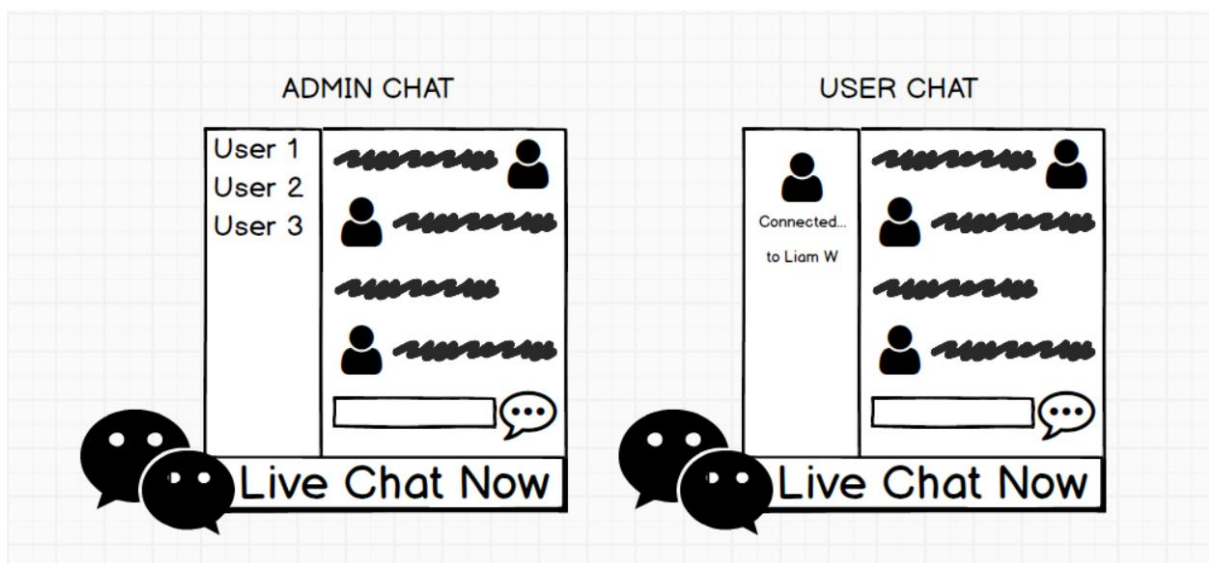 ADMIN CHAT
User 1
User 2
User 3
Live Chat Now
USER CHAT
Connected...
to Liam W
Live Chat Now